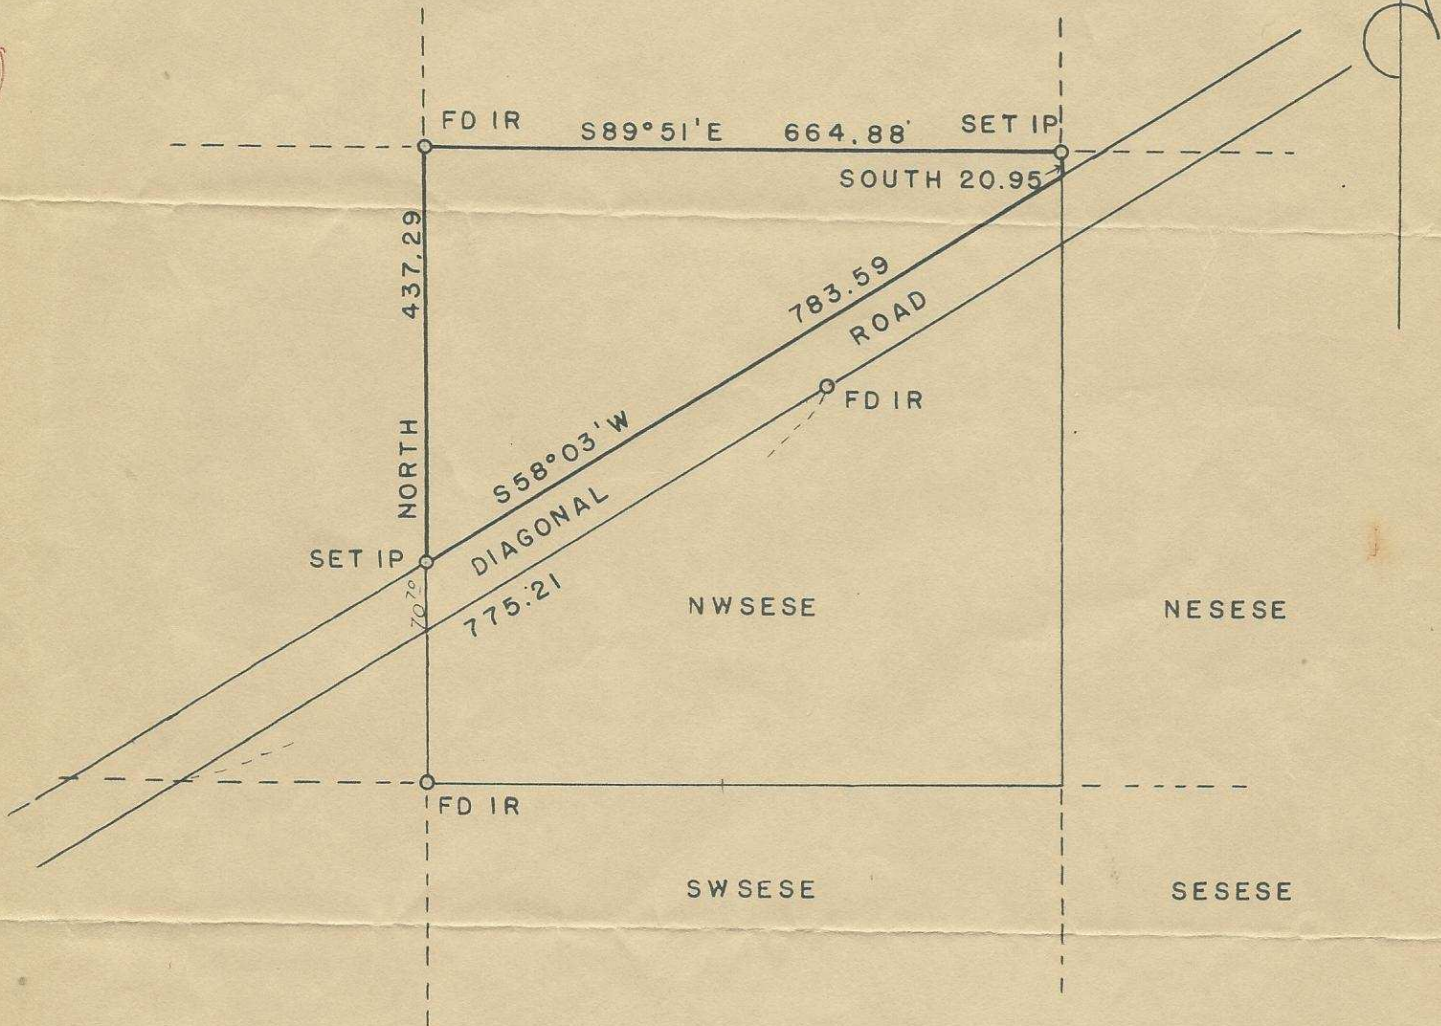 FD IR
S89°51'E 664.88'
SET IP
SOUTH 20.95
437.29
NORTH
783.59
ROAD
FD IR
S58°03'W
DIAGONAL
SET IP
70.70
775.21
NWSESE
NESESE
FD IR
SWSESE
SESESE